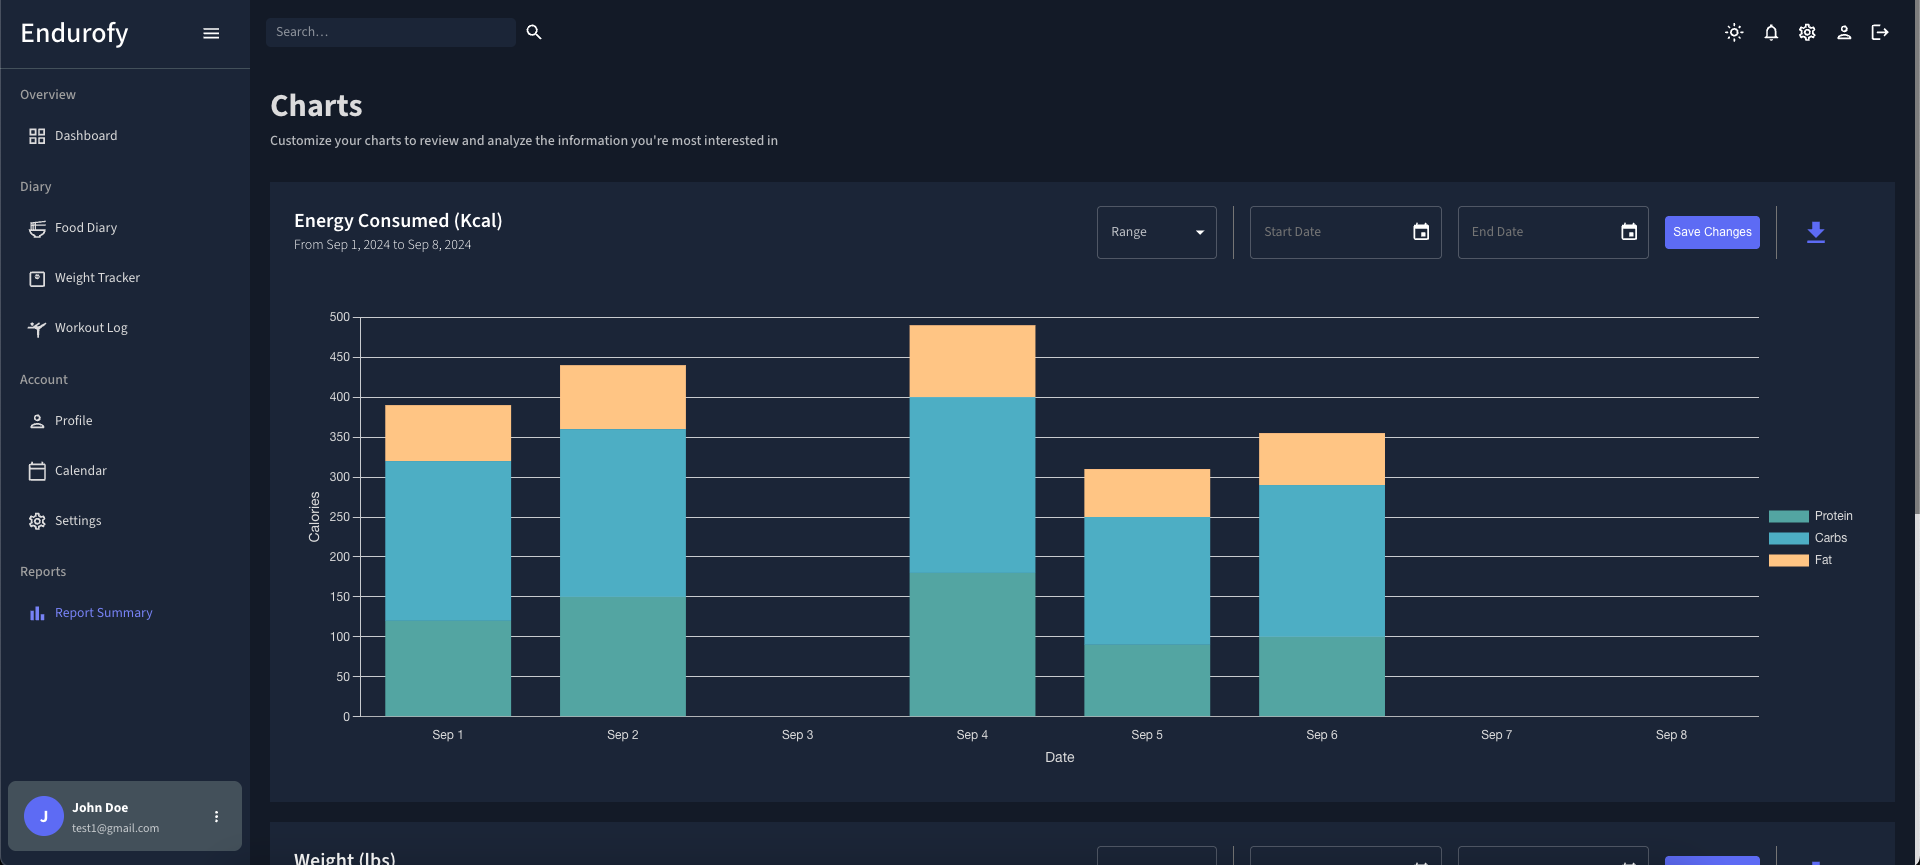 Endurofy
Search…
Overview
Dashboard
Diary
Food Diary
Weight Tracker
Workout Log
Account
Profile
Calendar
Settings
Reports
Report Summary
J
John Doe
test1@gmail.com
Charts
Customize your charts to review and analyze the information you're most interested in
Energy Consumed (Kcal)
From Sep 1, 2024 to Sep 8, 2024
Range
Start Date
End Date
Save Changes
Calories
500
450
400
350
300
250
200
150
100
50
0
Sep 1 Sep 2 Sep 3 Sep 4 Sep 5 Sep 6 Sep 7 Sep 8
Date
Protein
Carbs
Fat
Weight (lbs)